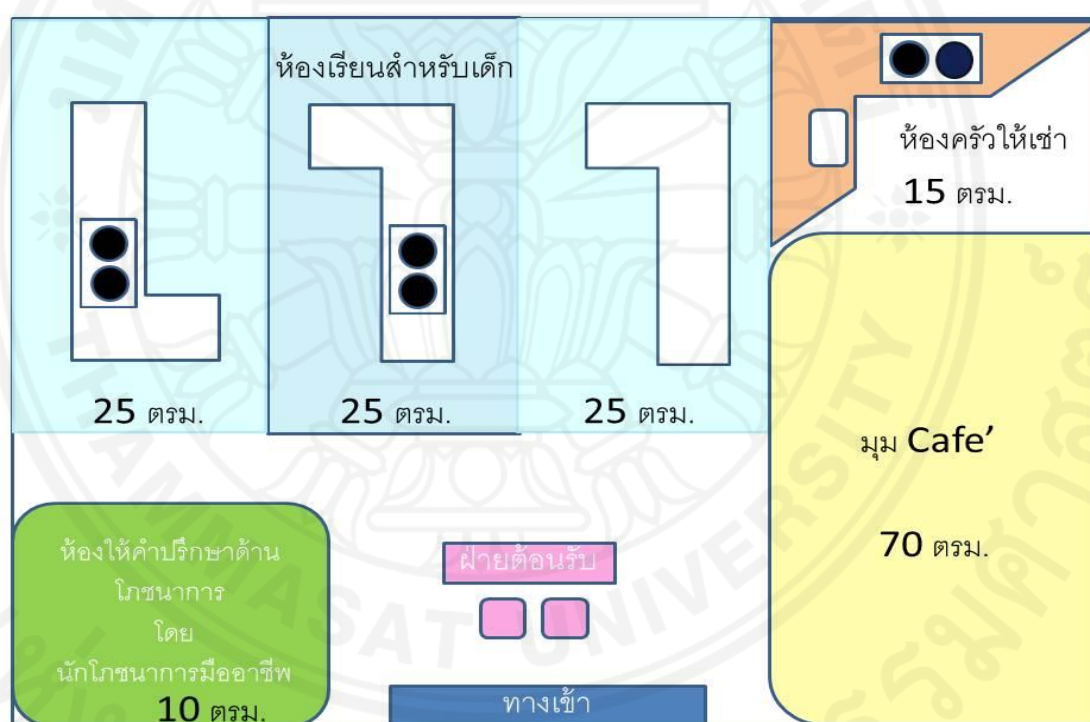 ห้องเรียนสำหรับเด็ก
25 ตรม.
25 ตรม.
25 ตรม.
ห้องครัวให้เช่า
15 ตรม.
มุม Cafe’
70 ตรม.
ห้องให้คำปรึกษาด้าน
โภชนาการ
โดย
นักโภชนาการมืออาชีพ
10 ตรม.
ฝ่ายต้อนรับ
ทางเข้า
THAMMASAT UNIVERSITY